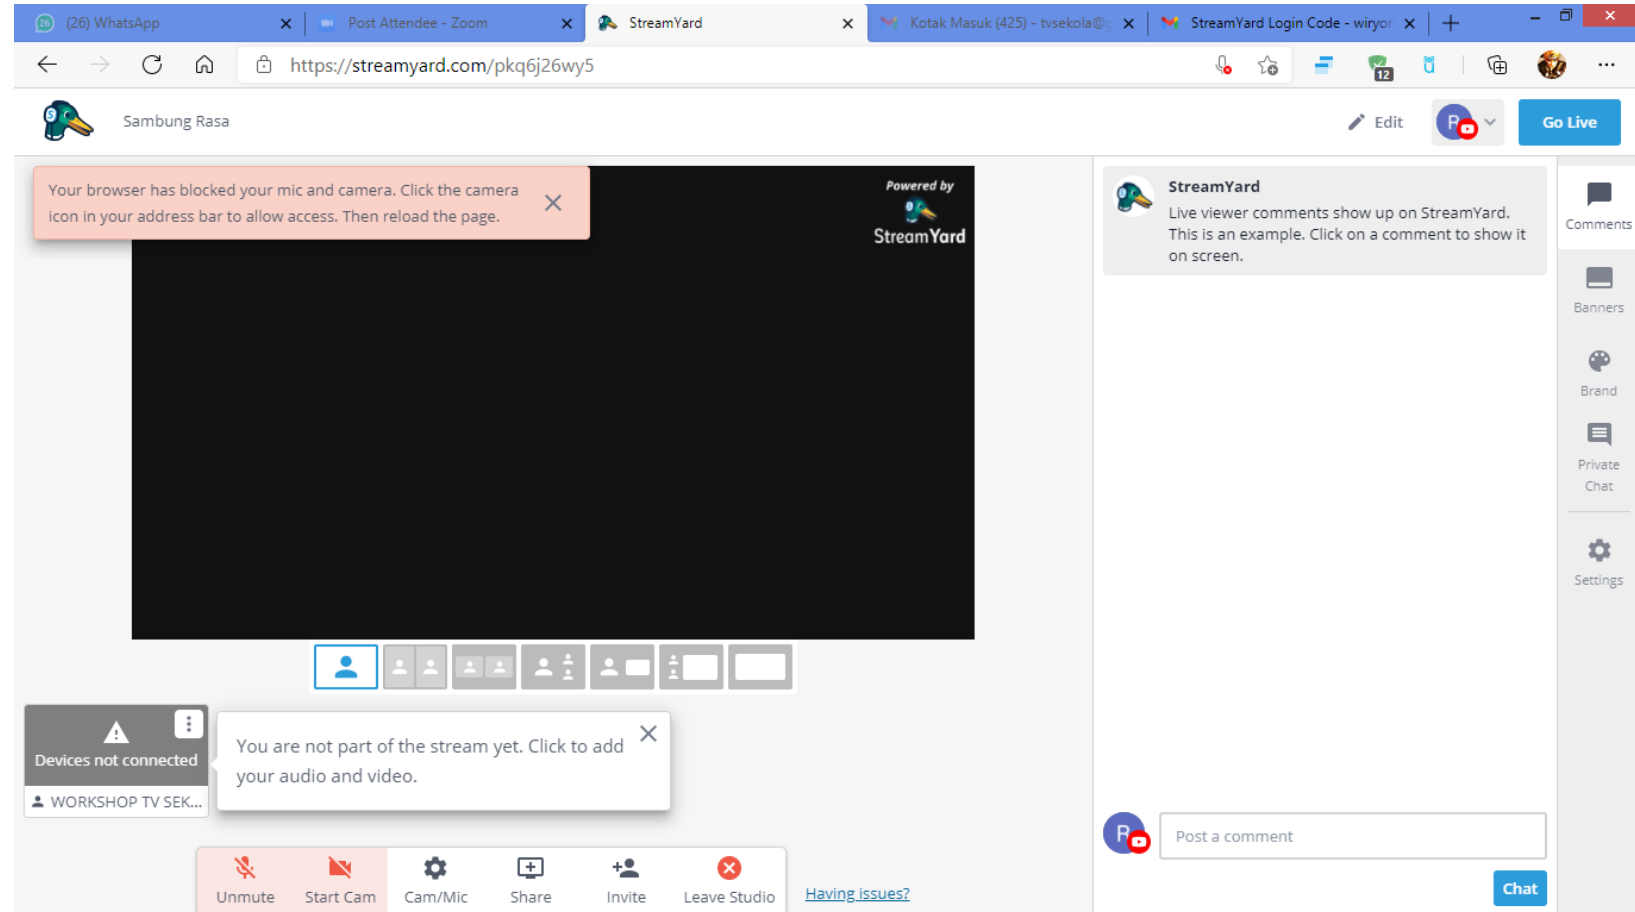 (26) WhatsApp
Post Attendee - Zoom
StreamYard
Kotak Masuk (425) - tvsekola@g
StreamYard Login Code - wiryon
https://streamyard.com/pkq6j26wy5
12
Sambung Rasa
Edit
R
Go Live
Your browser has blocked your mic and camera. Click the camera
icon in your address bar to allow access. Then reload the page.
Powered by
StreamYard
StreamYard
Live viewer comments show up on StreamYard.
This is an example. Click on a comment to show it
on screen.
Comments
Banners
Brand
Private
Chat
Settings
Devices not connected
WORKSHOP TV SEK...
You are not part of the stream yet. Click to add
your audio and video.
R
Post a comment
Chat
Unmute
Start Cam
Cam/Mic
Share
Invite
Leave Studio
Having issues?